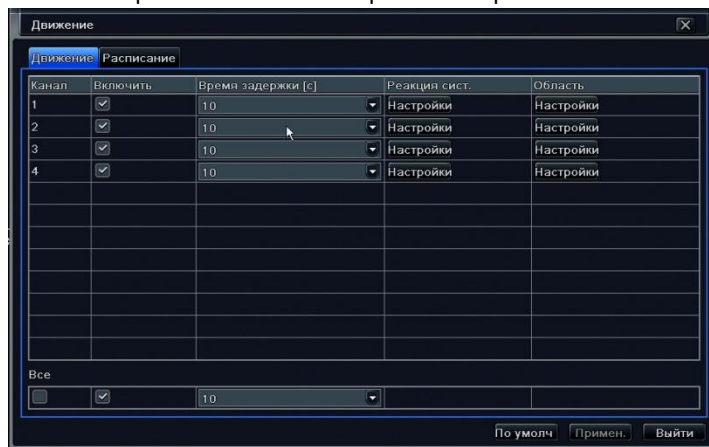 Движение
Движение Расписание
Канал Включить Время задержки [с] Реакция сист. Область
1 10 Настройки Настройки
2 10 Настройки Настройки
3 10 Настройки Настройки
4 10 Настройки Настройки
Все
10
По умолч Примен. Выйти